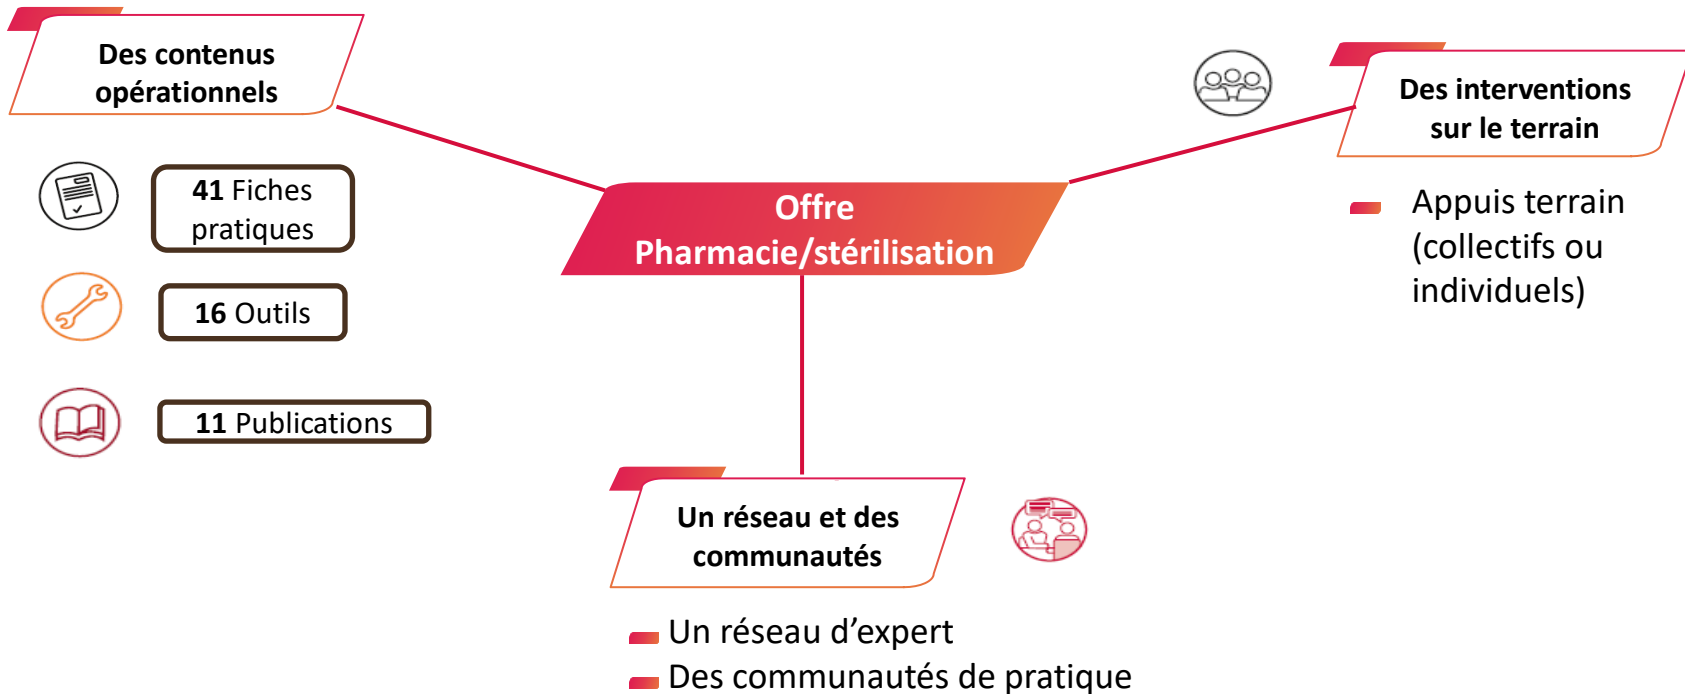 Des contenus
opérationnels
41 Fiches
pratiques
16 Outils
11 Publications
Offre
Pharmacie/stérilisation
Des interventions
sur le terrain
Appuis terrain
(collectifs ou
individuels)
Un réseau et des
communautés
Un réseau d’expert
Des communautés de pratique